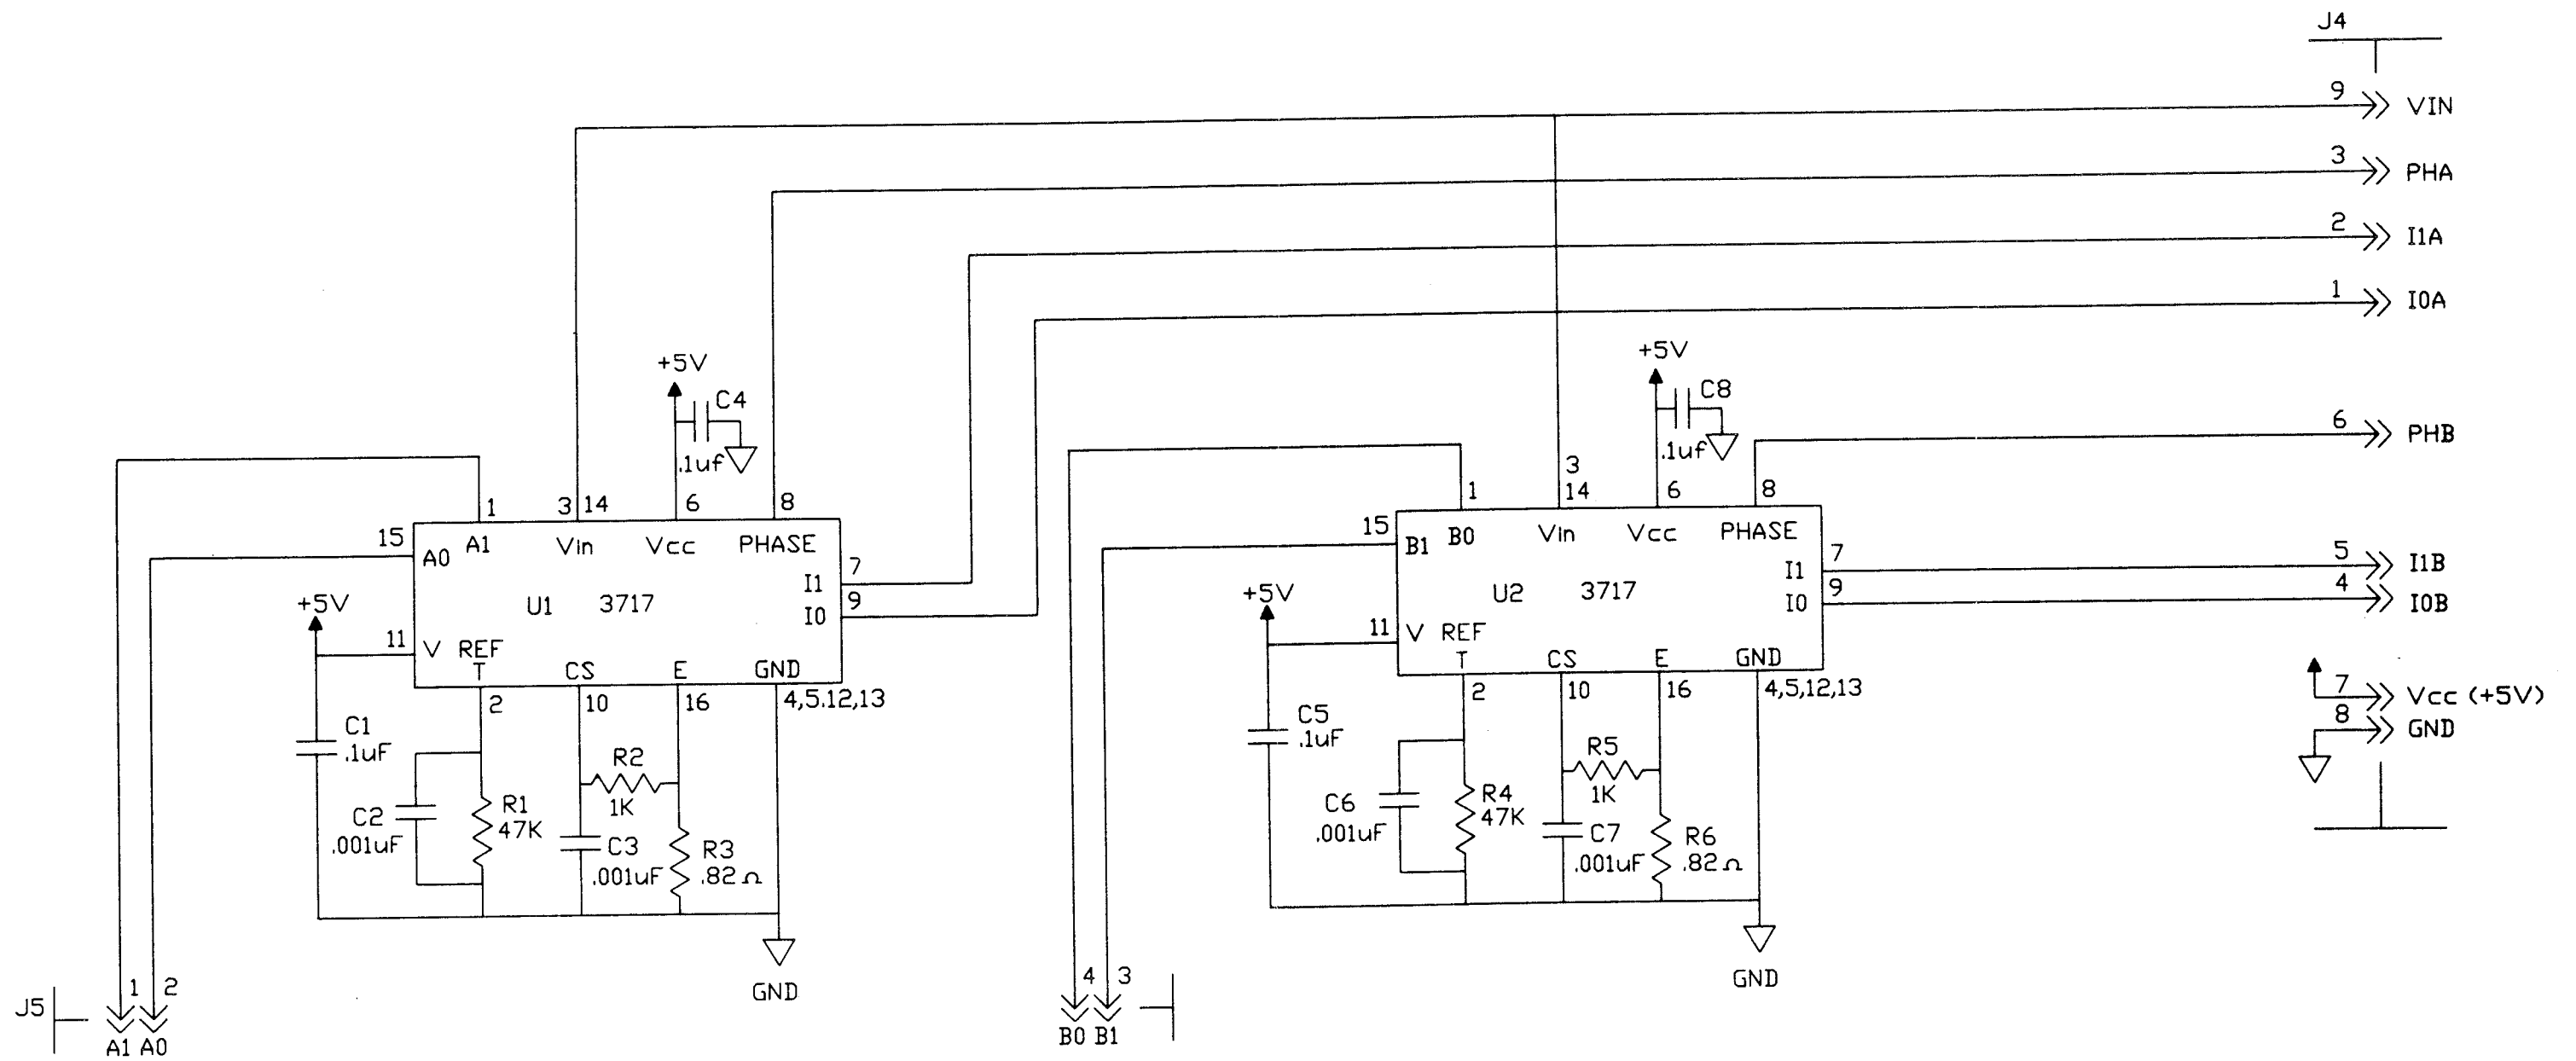 J4
9
VIN
3
PHA
2
I1A
1
I0A
+5V
C4
.1uf
+5V
C8
.1uf
6
PHB
1
3 14
6
8
15
A0
A1
Vin
Vcc
PHASE
I1
7
I0
9
U1 3717
+5V
11
V REF
T
CS
E
GND
2
10
16
4,5.12,13
C1
.1uF
C2
.001uF
R1
47K
R2
1K
C3
.001uF
R3
.82Ω
GND
J5
1 2
A1 A0
1
3
14
6
8
15
B1
B0
Vin
Vcc
PHASE
I1
7
I0
9
U2 3717
+5V
11
V REF
T
CS
E
GND
2
10
16
4,5,12,13
C5
.1uF
C6
.001uF
R4
47K
R5
1K
C7
.001uF
R6
.82Ω
GND
4 3
B0 B1
5
I1B
4
I0B
7
Vcc (+5V)
8
GND